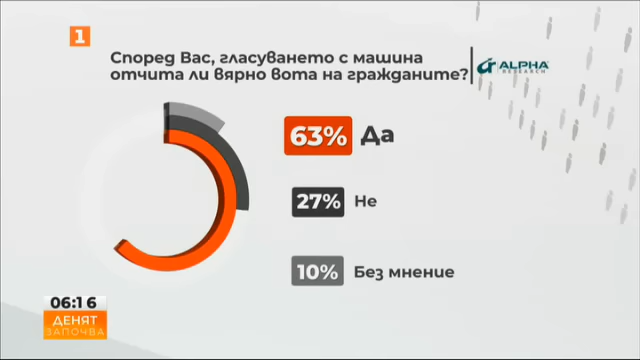 1
Според Вас, гласуването с машина
отчита ли вярно вота на гражданите?
ALPHA
RESEARCH
63% Да
27% Не
10% Без мнение
06:16
ДЕНЯТ
ЗАПОЧВА